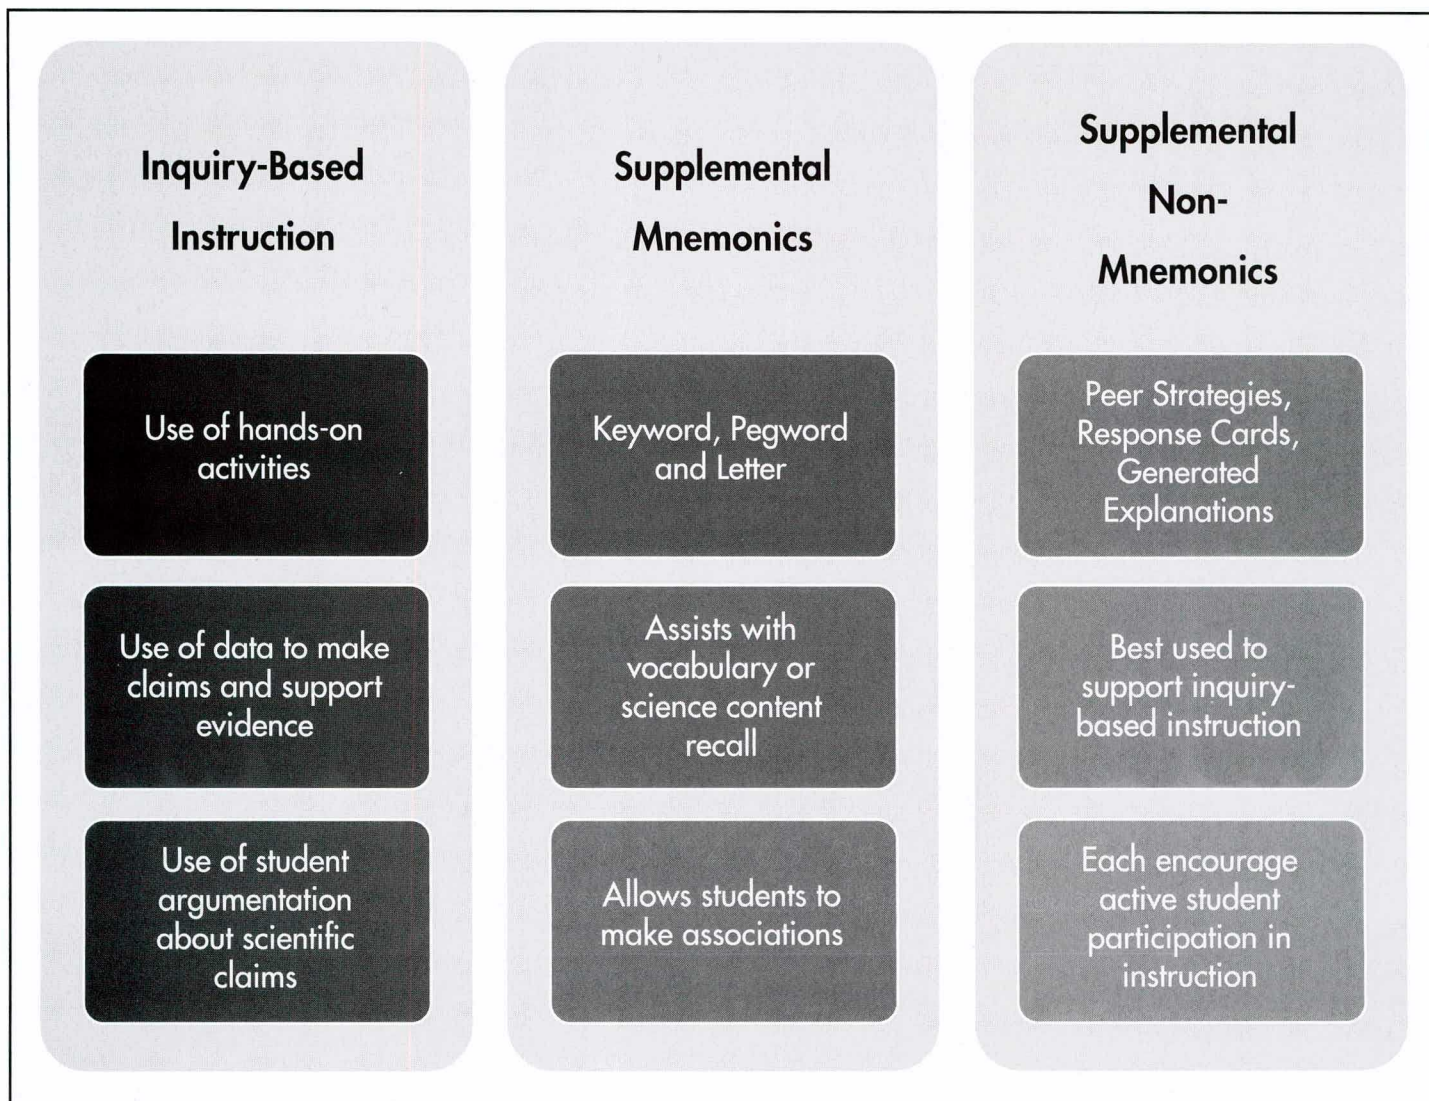 Inquiry-Based
Instruction
Use of hands-on
activities
Use of data to make
claims and support
evidence
Use of student
argumentation
about scientific
claims
Supplemental
Mnemonics
Keyword, Pegword
and Letter
Assists with
vocabulary or
science content
recall
Allows students to
make associations
Supplemental
Non-
Mnemonics
Peer Strategies,
Response Cards,
Generated
Explanations
Best used to
support inquiry-
based instruction
Each encourage
active student
participation in
instruction